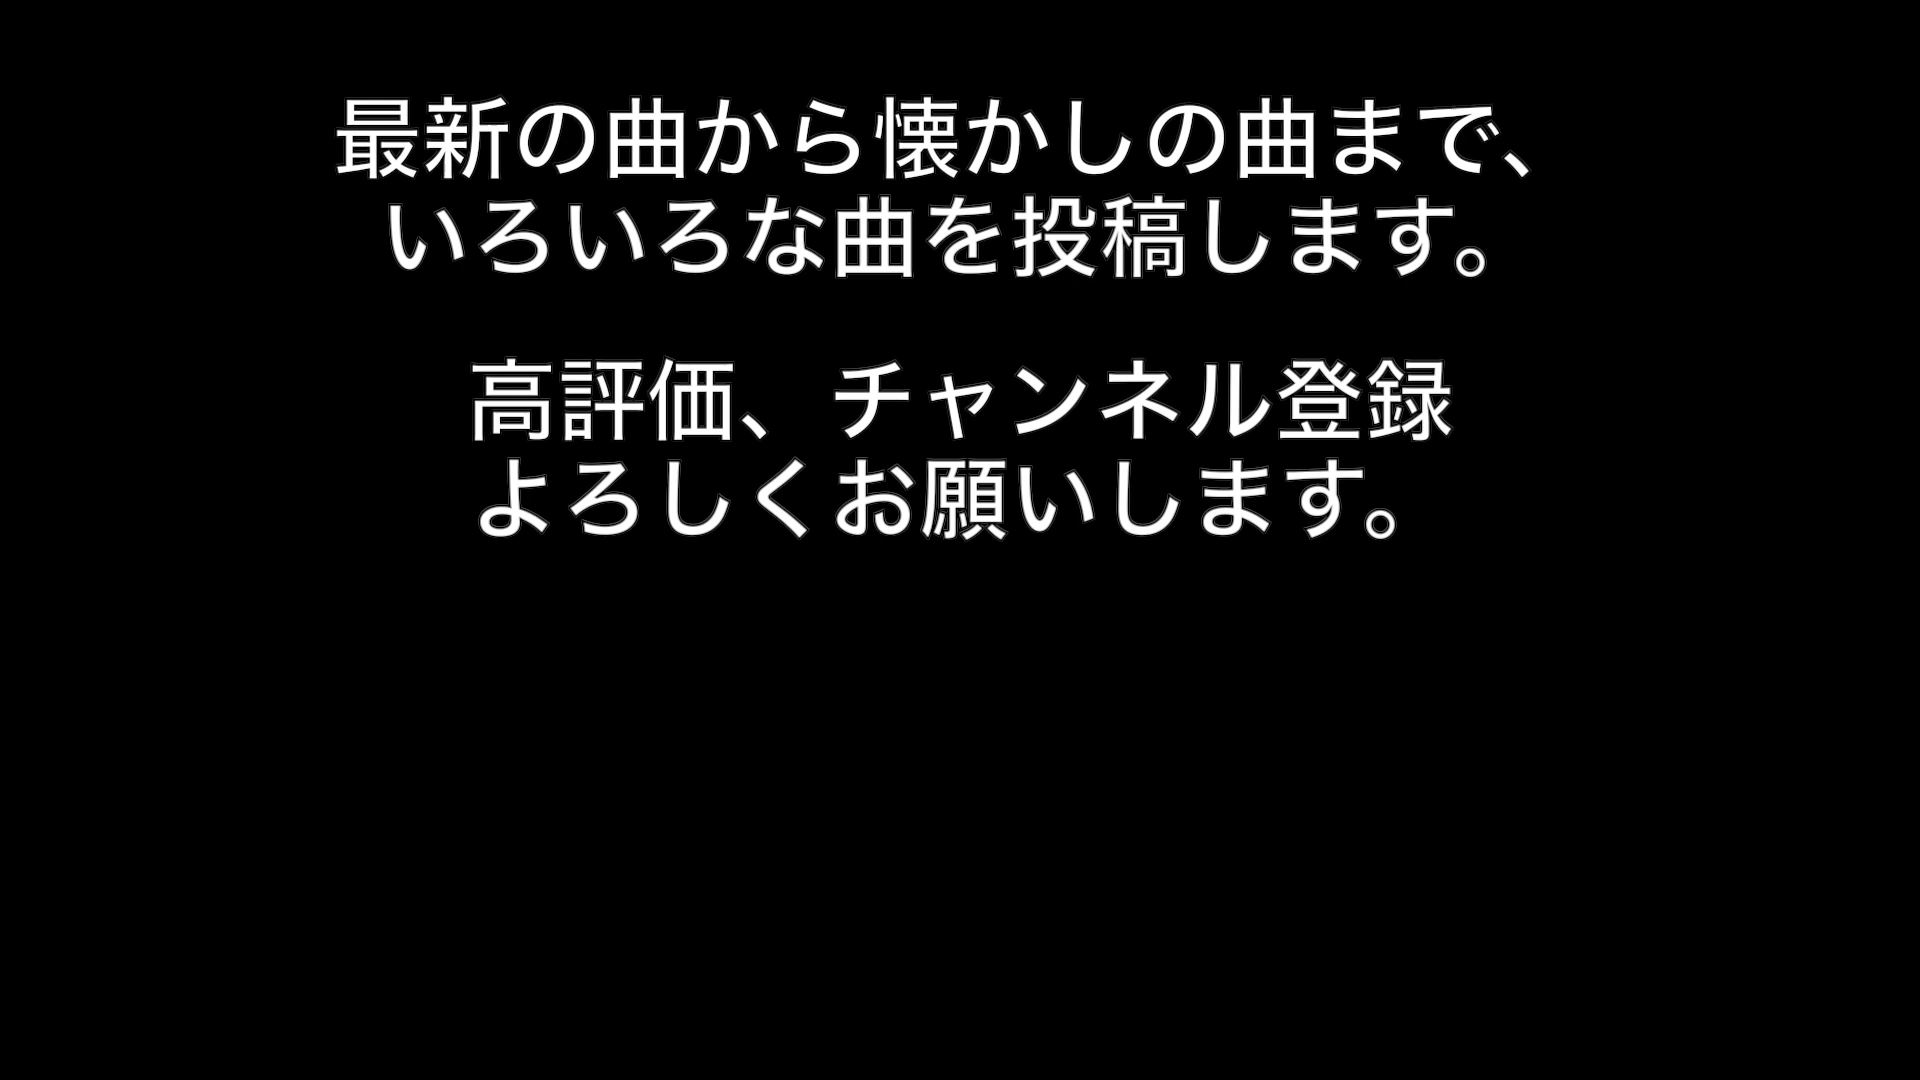 最新の曲から懐かしの曲まで、
いろいろな曲を投稿します。
高評価、チャンネル登録
よろしくお願いします。